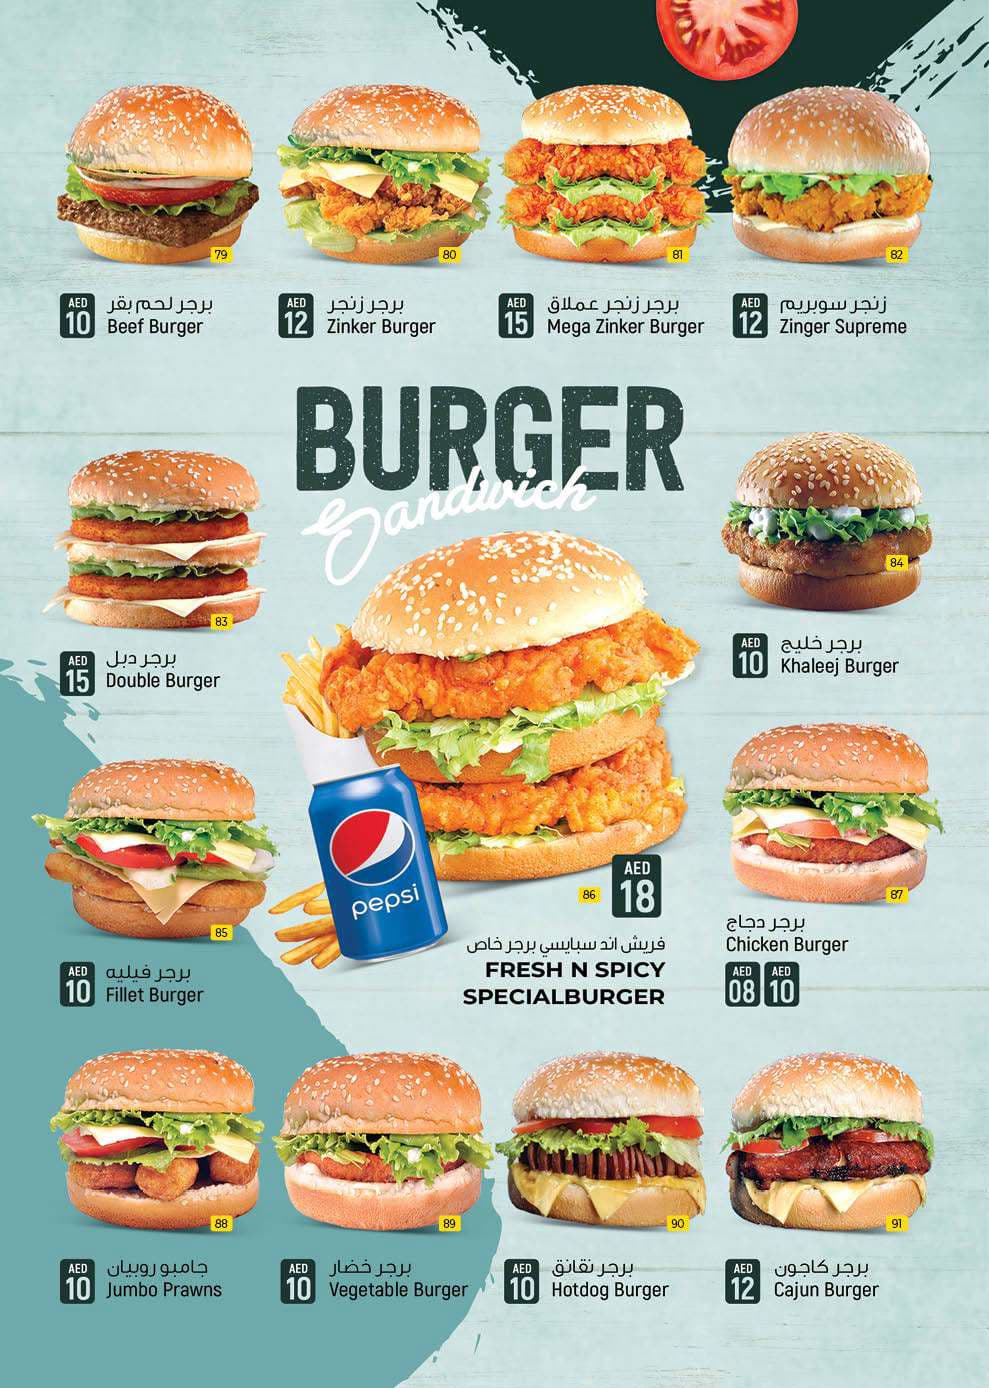 79
80
81
82
AED
10
برجر لحم بقر
Beef Burger
AED
12
برجر زنجر
Zinker Burger
AED
15
برجر زنجر عملاق
Mega Zinker Burger
AED
12
زنجر سوبريم
Zinger Supreme
BURGER
Sandwich
83
AED
15
برجر دبل
Double Burger
84
AED
10
برجر خليج
Khaleej Burger
85
AED
10
برجر فيليه
Fillet Burger
pepsi
86
AED
18
فريش اند سبايسي برجر خاص
FRESH N SPICY
SPECIALBURGER
87
برجر دجاج
Chicken Burger
AED
08
AED
10
88
89
90
91
AED
10
جامبو روبيان
Jumbo Prawns
AED
10
برجر خضار
Vegetable Burger
AED
10
برجر نقانق
Hotdog Burger
AED
12
برجر كاجون
Cajun Burger